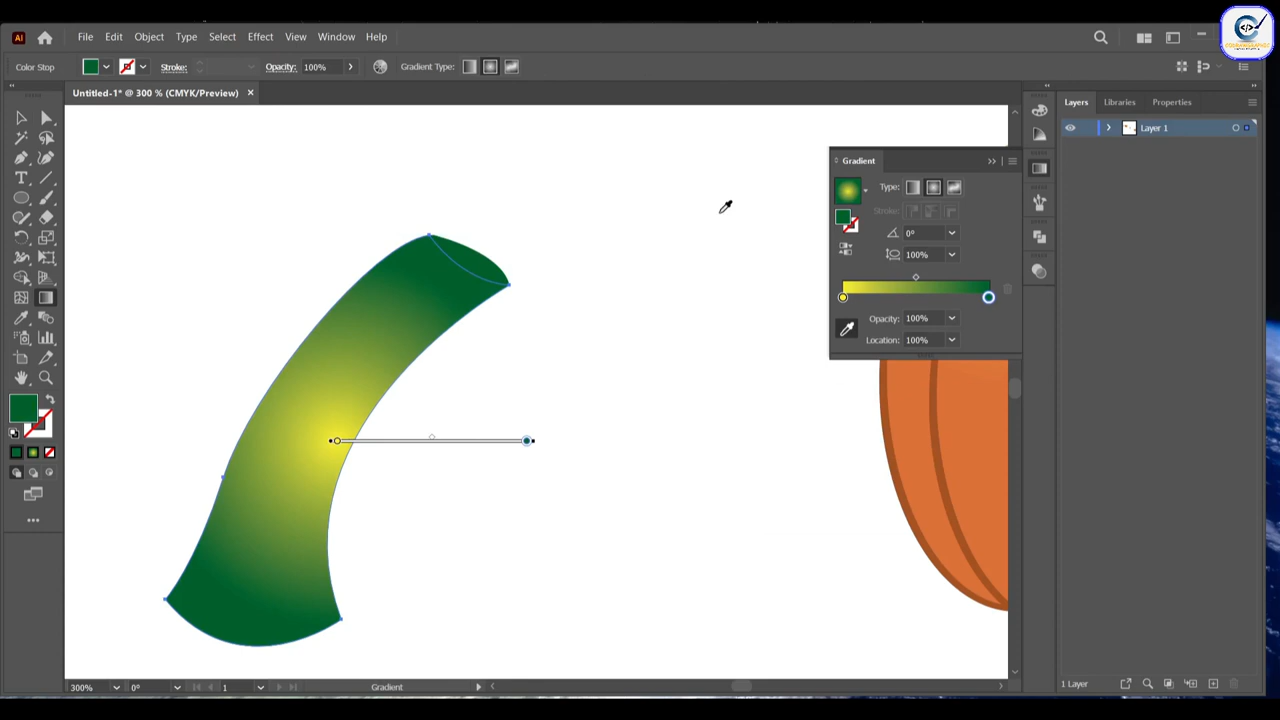 Ai File Edit Object Type Select Effect View Window Help
Color Stop Stroke: Opacity: 100% Gradient Type:
Untitled-1* @ 300 % (CMYK/Preview)
Layers Libraries Properties
Layer 1
Gradient
Type:
Stroke:
0°
100%
Opacity: 100%
Location: 100%
300% 0° 1 Gradient
1 Layer